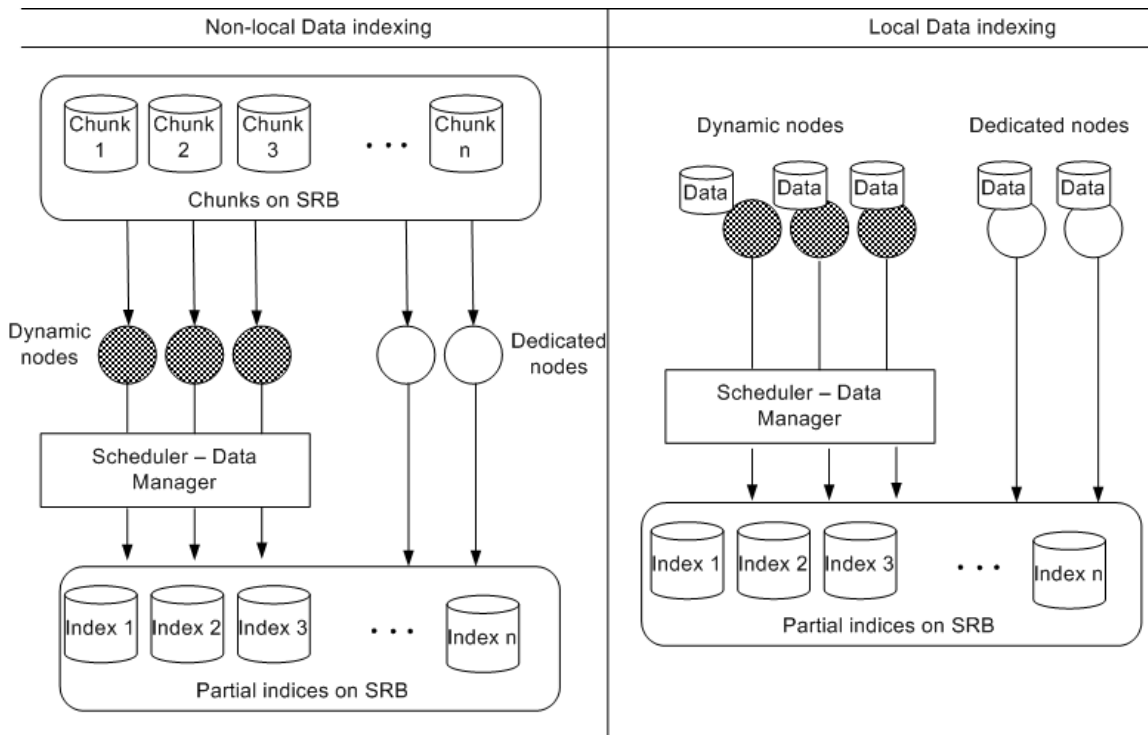 Non-local Data indexing
Chunk
1
Chunk
2
Chunk
3
. . .
Chunk
n
Chunks on SRB
Dynamic
nodes
Dedicated
nodes
Scheduler – Data
Manager
Index 1
Index 2
Index 3
. . .
Index n
Partial indices on SRB
Local Data indexing
Dynamic nodes
Dedicated nodes
Data
Data
Data
Data
Data
Scheduler – Data
Manager
Index 1
Index 2
Index 3
. . .
Index n
Partial indices on SRB